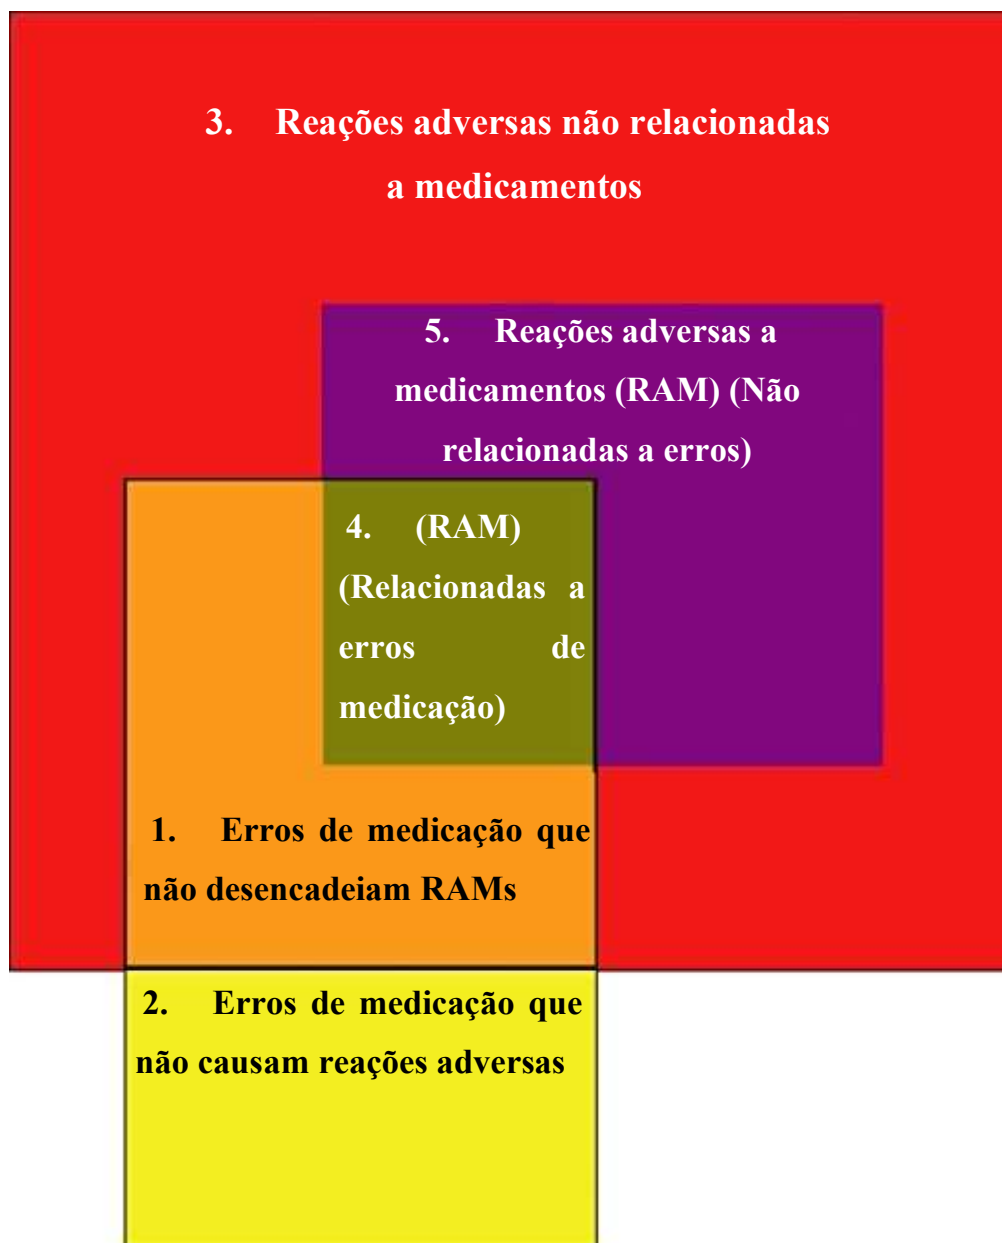 3. Reações adversas não relacionadas
a medicamentos
5. Reações adversas a
medicamentos (RAM) (Não
relacionadas a erros)
4. (RAM)
(Relacionadas a
erros de
medicação)
1. Erros de medicação que
não desencadeiam RAMs
2. Erros de medicação que
não causam reações adversas